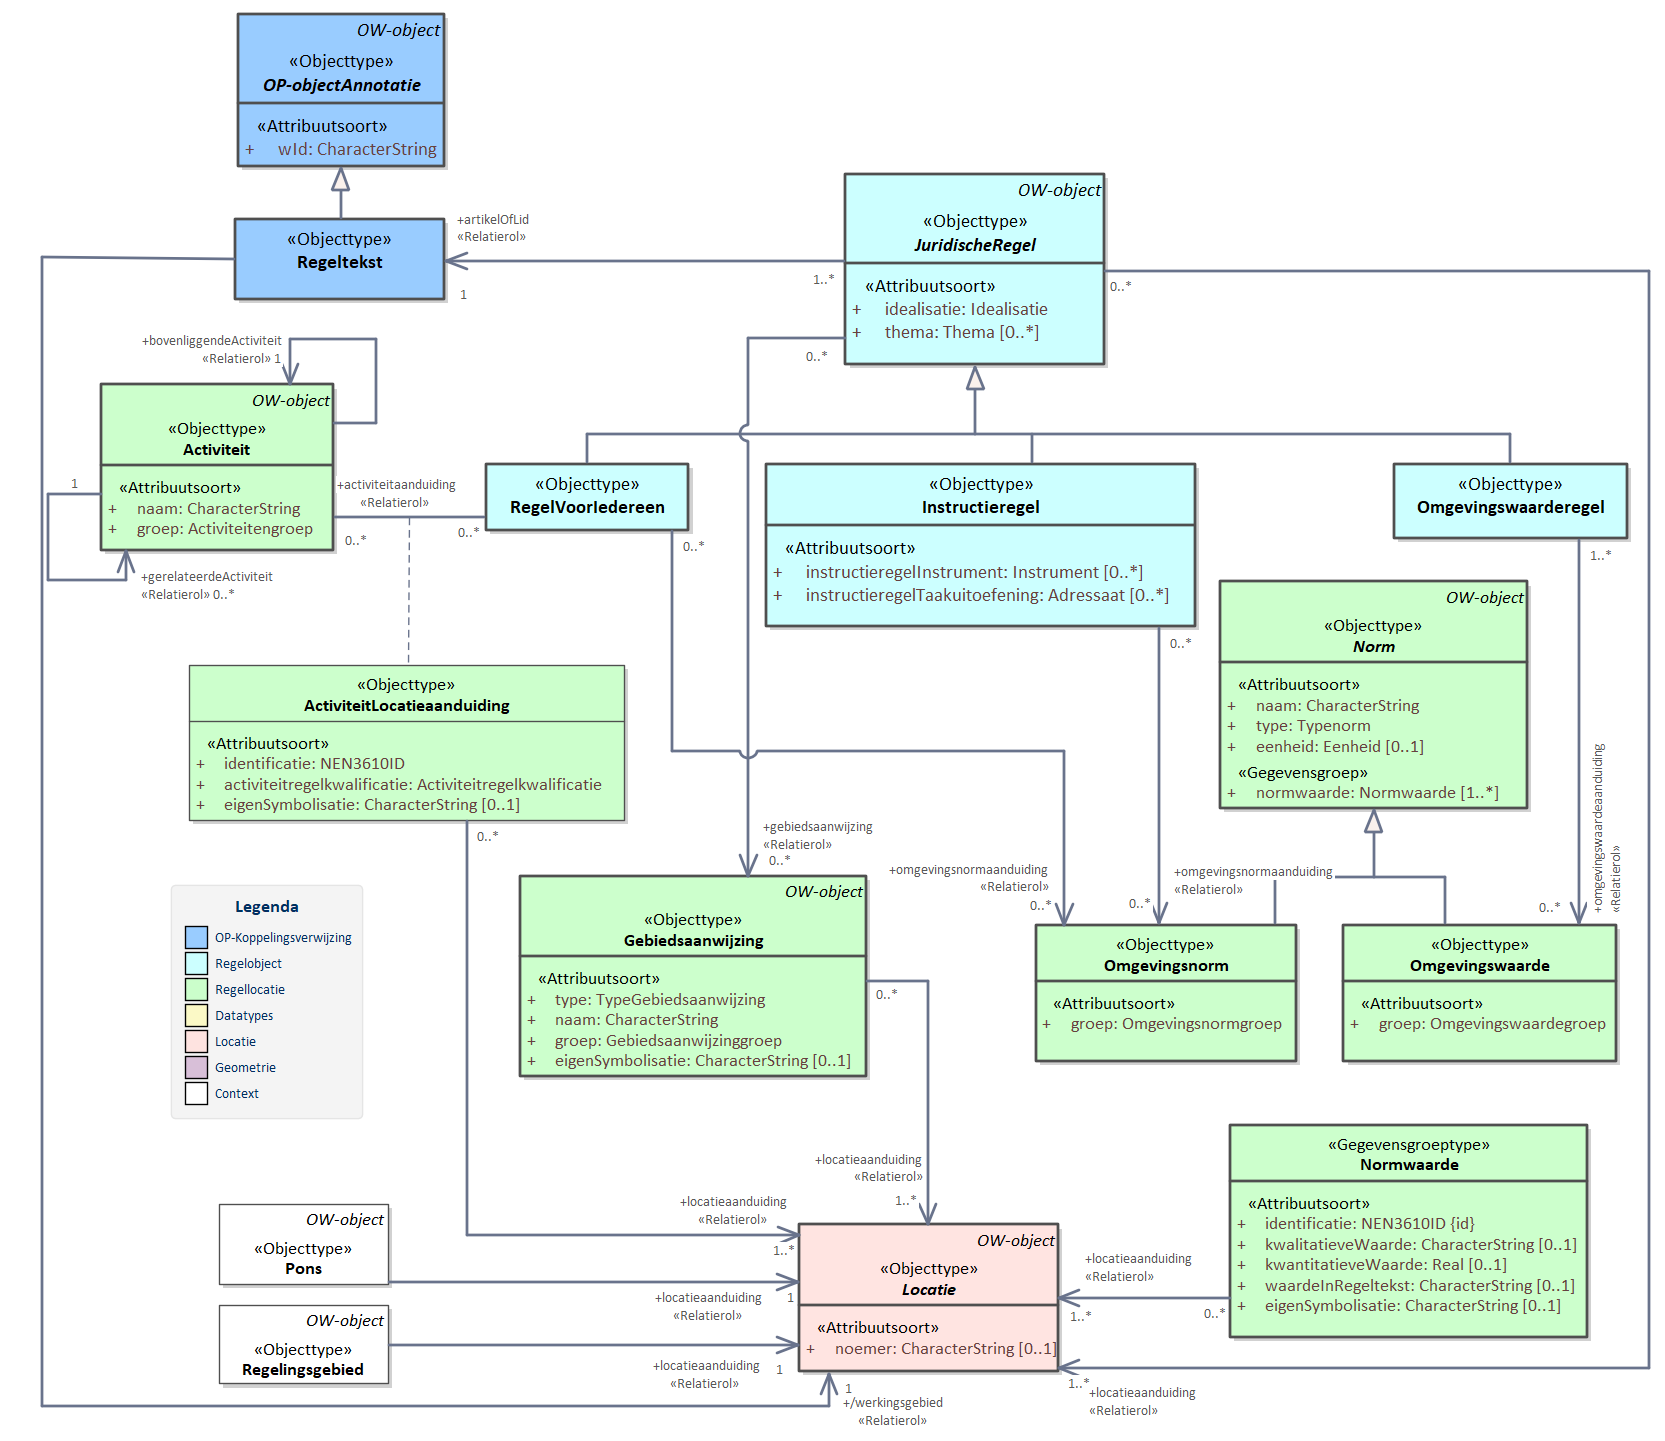 OW-object
«Objecttype»
OP-objectAnnotatie
«Attribuutsoort»
+ wId: CharacterString
«Objecttype»
Regeltekst
+artikelOfLid
«Relatierol»
1
1..*
OW-object
«Objecttype»
JuridischeRegel
«Attribuutsoort»
+ idealisatie: Idealisatie
+ thema: Thema [0..*]
0..*
0..*
+bovenliggendeActiviteit
«Relatierol» 1
OW-object
«Objecttype»
Activiteit
«Attribuutsoort»
+ naam: CharacterString
+ groep: Activiteitengroep
1
+gerelateerdeActiviteit
«Relatierol» 0..*
+activiteitaanduiding
«Relatierol»
0..*
0..*
«Objecttype»
RegelVoorIedereen
0..*
«Objecttype»
Instructieregel
«Attribuutsoort»
+ instructieregelInstrument: Instrument [0..*]
+ instructieregelTaakuitoefening: Adressaat [0..*]
0..*
«Objecttype»
Omgevingswaarderegel
1..*
OW-object
«Objecttype»
Norm
«Attribuutsoort»
+ naam: CharacterString
+ type: Typenorm
+ eenheid: Eenheid [0..1]
«Gegevensgroep»
+ normwaarde: Normwaarde [1..*]
+omgevingswaardeaanduiding
«Relatierol»
0..*
«Objecttype»
ActiviteitLocatieaanduiding
«Attribuutsoort»
+ identificatie: NEN3610ID
+ activiteitregelkwalificatie: Activiteitregelkwalificatie
+ eigenSymbolisatie: CharacterString [0..1]
0..*
+gebiedsaanwijzing
«Relatierol»
0..*
+omgevingsnormaanduiding
«Relatierol»
0..*
+omgevingsnormaanduiding
«Relatierol»
0..*
OW-object
«Objecttype»
Gebiedsaanwijzing
«Attribuutsoort»
+ type: TypeGebiedsaanwijzing
+ naam: CharacterString
+ groep: Gebiedsaanwijzinggroep
+ eigenSymbolisatie: CharacterString [0..1]
0..*
«Objecttype»
Omgevingsnorm
«Attribuutsoort»
+ groep: Omgevingsnormgroep
«Objecttype»
Omgevingswaarde
«Attribuutsoort»
+ groep: Omgevingswaardegroep
Legenda
OP-Koppelingsverwijzing
Regelobject
Regellocatie
Datatypes
Locatie
Geometrie
Context
+locatieaanduiding
«Relatierol»
1..*
+locatieaanduiding
«Relatierol»
1..*
OW-object
«Objecttype»
Pons
+locatieaanduiding
«Relatierol»
1
OW-object
«Objecttype»
Regelingsgebied
+locatieaanduiding
«Relatierol»
1
OW-object
«Objecttype»
Locatie
«Attribuutsoort»
+ noemer: CharacterString [0..1]
«Gegevensgroeptype»
Normwaarde
«Attribuutsoort»
+ identificatie: NEN3610ID {id}
+ kwalitatieveWaarde: CharacterString [0..1]
+ kwantitatieveWaarde: Real [0..1]
+ waardeInRegeltekst: CharacterString [0..1]
+ eigenSymbolisatie: CharacterString [0..1]
+locatieaanduiding
«Relatierol»
1..*
0..*
1..*
+locatieaanduiding
«Relatierol»
1
+/werkingsgebied
«Relatierol»